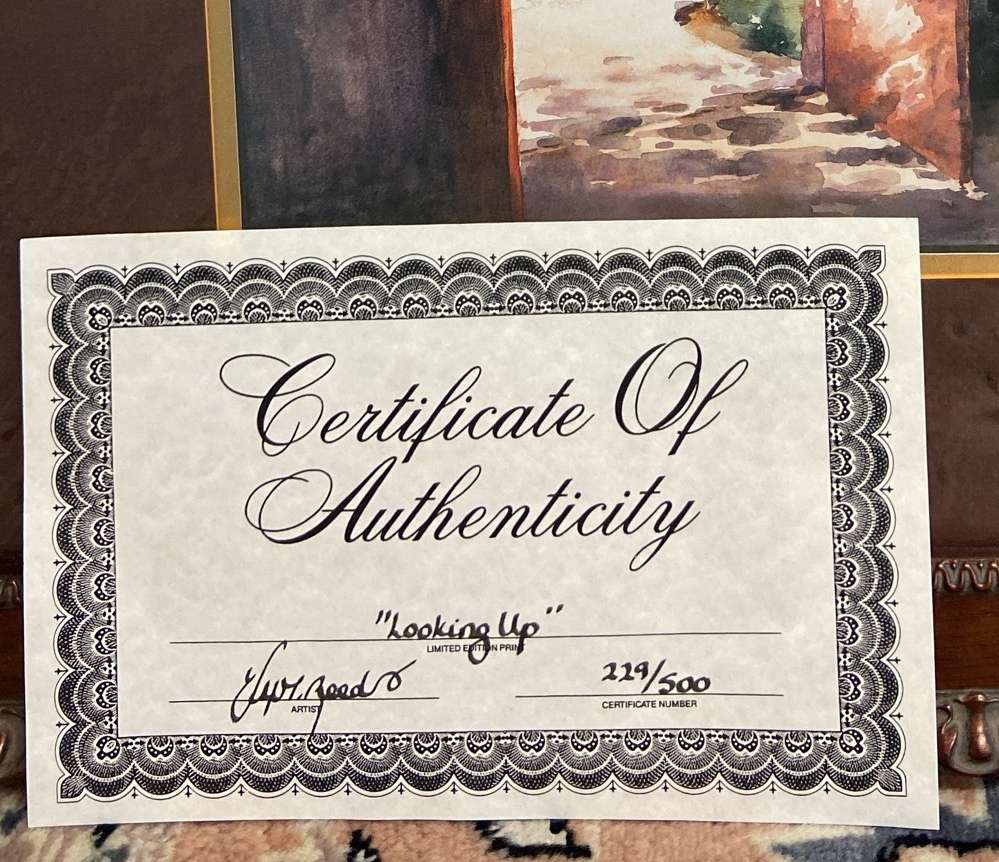 Certificate Of
Authenticity
"Looking Up"
LIMITED EDITION PRINT
229/500
ARTIST
CERTIFICATE NUMBER